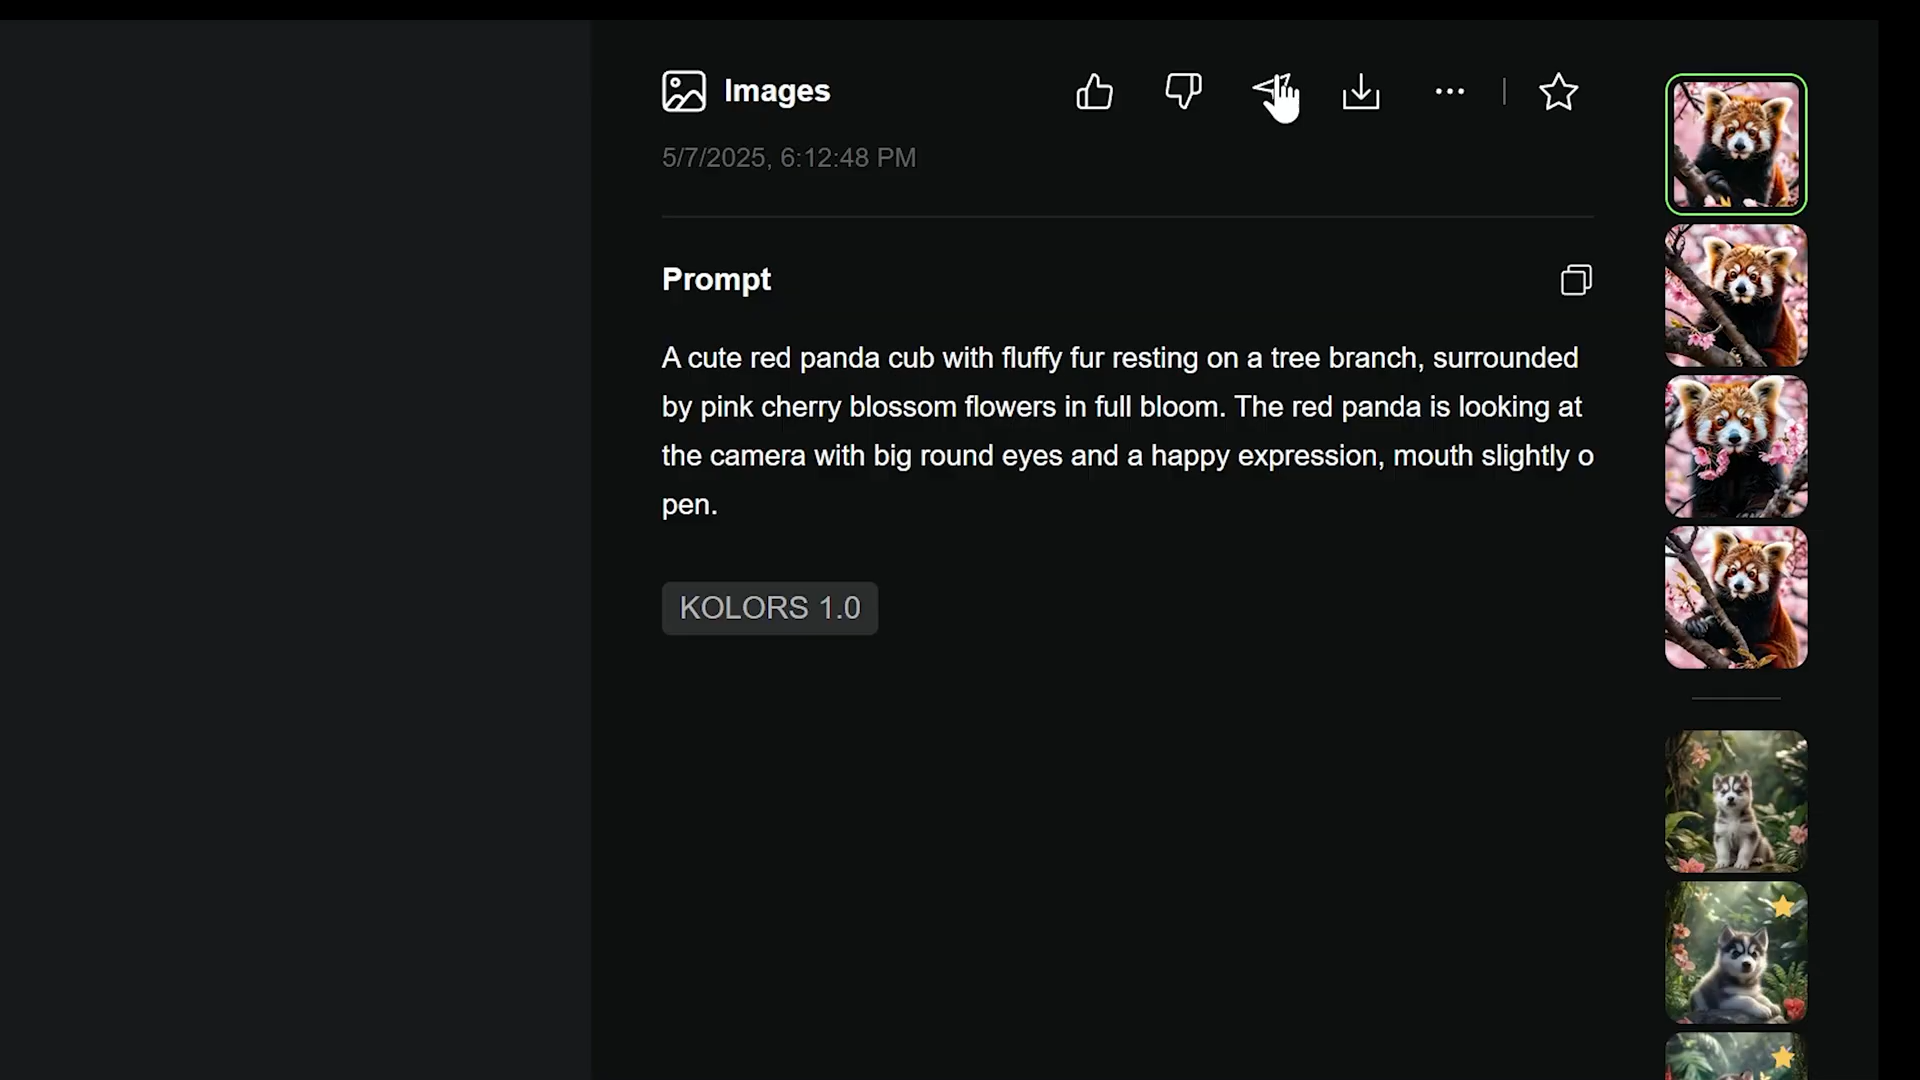 Images
5/7/2025, 6:12:48 PM
Prompt
A cute red panda cub with fluffy fur resting on a tree branch, surrounded
by pink cherry blossom flowers in full bloom. The red panda is looking at
the camera with big round eyes and a happy expression, mouth slightly o
pen.
KOLORS 1.0